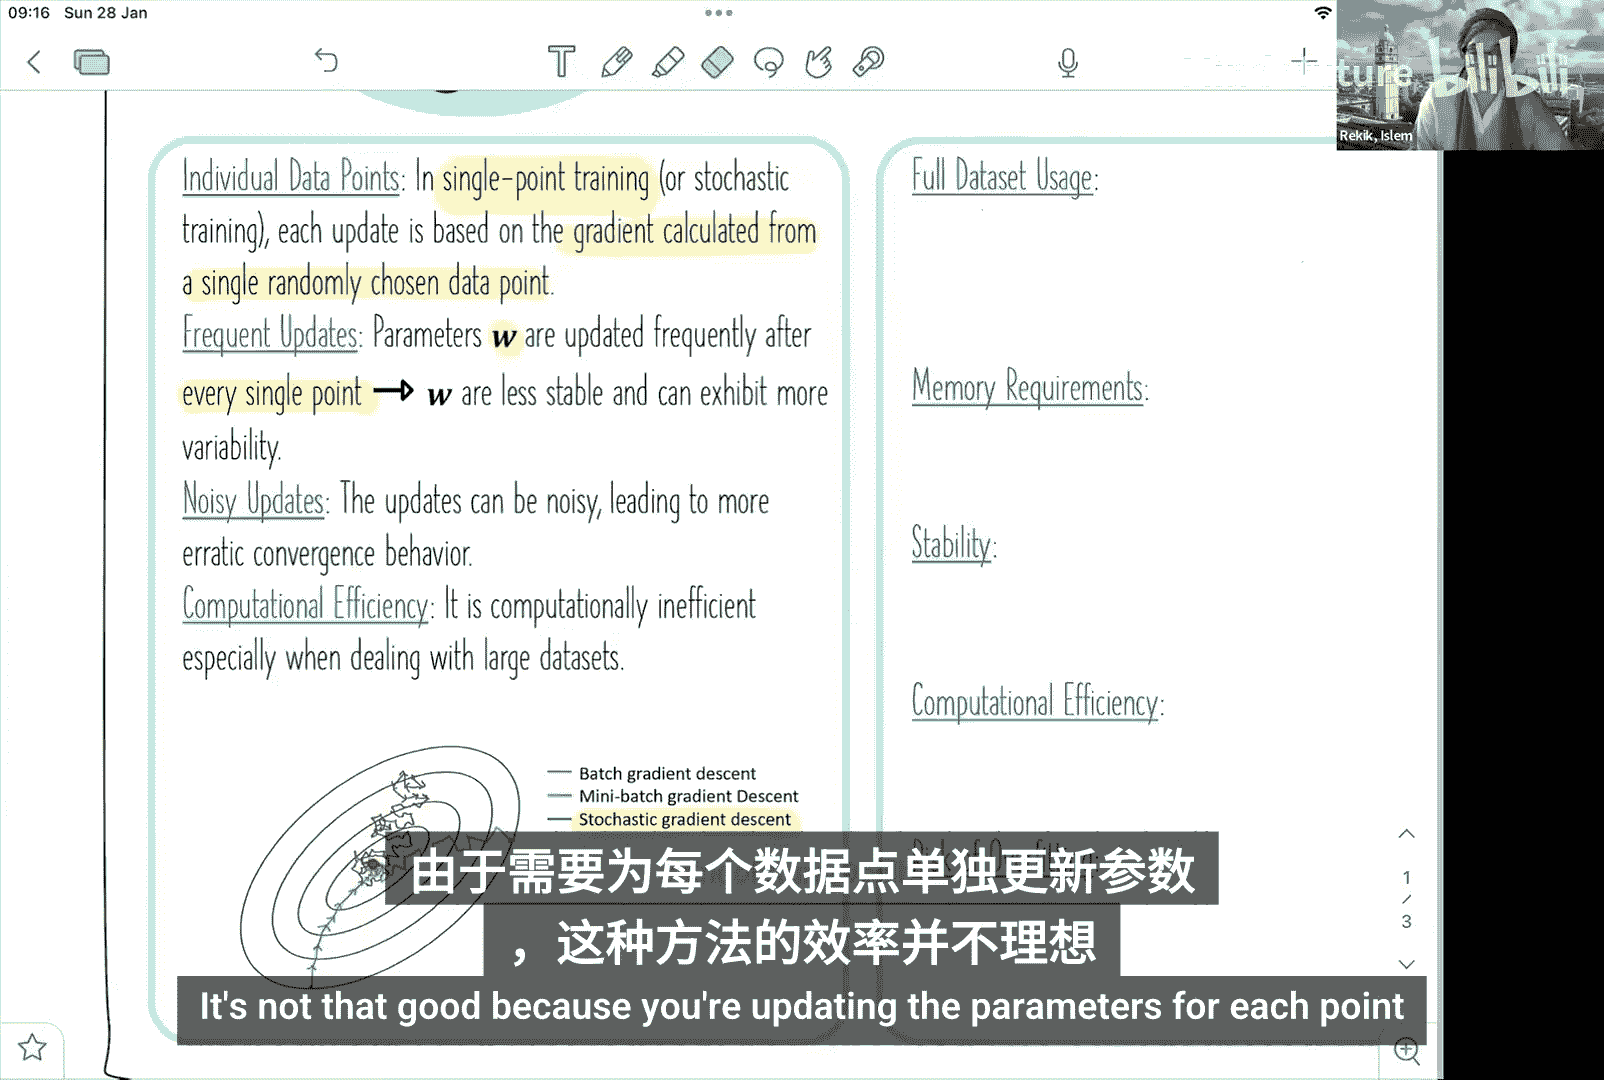 09:16 Sun 28 Jan
ture bilibili
Rekik, Islem
Individual Data Points: In single-point training (or stochastic
training), each update is based on the gradient calculated from
a single randomly chosen data point.
Frequent Updates: Parameters w are updated frequently after
every single point → w are less stable and can exhibit more
variability.
Noisy Updates: The updates can be noisy, leading to more
erratic convergence behavior.
Computational Efficiency: It is computationally inefficient
especially when dealing with large datasets.
Batch gradient descent
Mini-batch gradient Descent
Stochastic gradient descent
Full Dataset Usage:
Memory Requirements:
Stability:
Computational Efficiency:
1
/
3
由于需要为每个数据点单独更新参数
，这种方法的效率并不理想
It's not that good because you're updating the parameters for each point